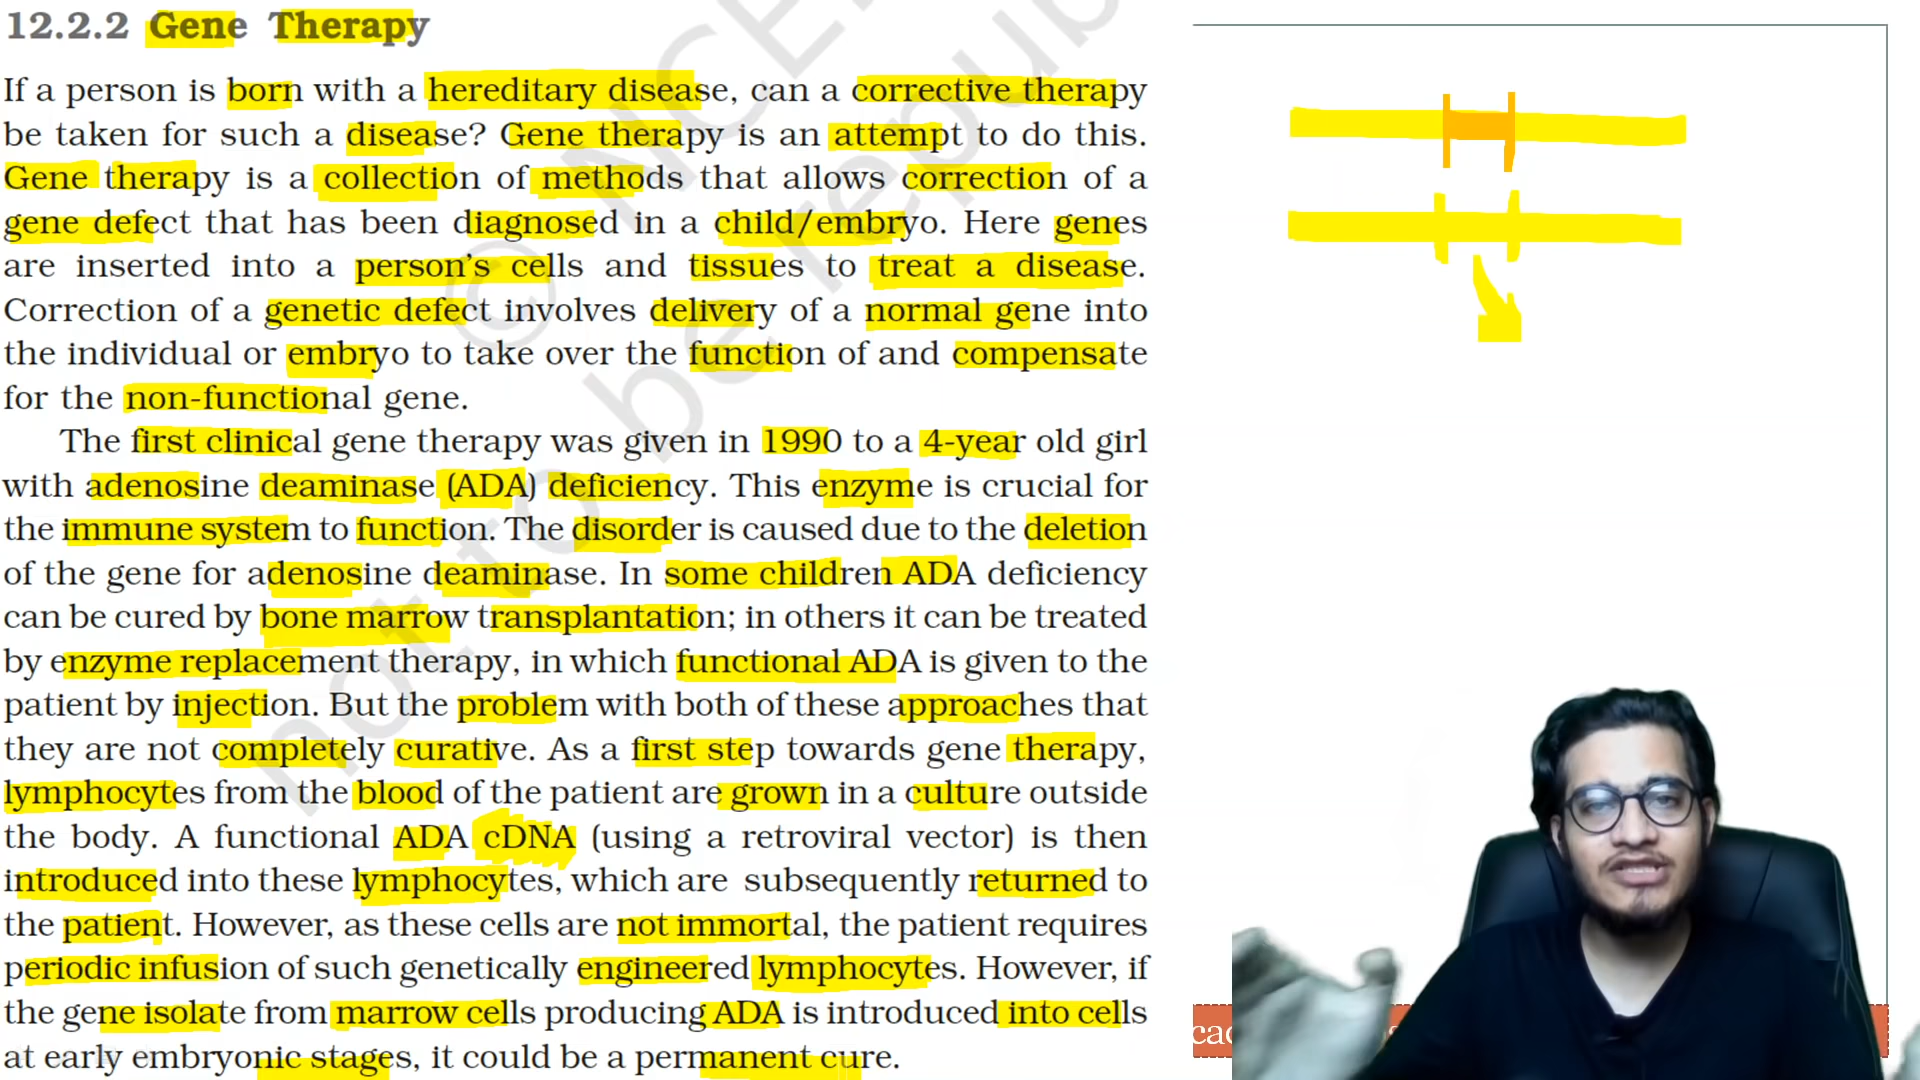 12.2.2 Gene Therapy
If a person is born with a hereditary disease, can a corrective therapy
be taken for such a disease? Gene therapy is an attempt to do this.
Gene therapy is a collection of methods that allows correction of a
gene defect that has been diagnosed in a child/embryo. Here genes
are inserted into a person’s cells and tissues to treat a disease.
Correction of a genetic defect involves delivery of a normal gene into
the individual or embryo to take over the function of and compensate
for the non-functional gene.
The first clinical gene therapy was given in 1990 to a 4-year old girl
with adenosine deaminase (ADA) deficiency. This enzyme is crucial for
the immune system to function. The disorder is caused due to the deletion
of the gene for adenosine deaminase. In some children ADA deficiency
can be cured by bone marrow transplantation; in others it can be treated
by enzyme replacement therapy, in which functional ADA is given to the
patient by injection. But the problem with both of these approaches that
they are not completely curative. As a first step towards gene therapy,
lymphocytes from the blood of the patient are grown in a culture outside
the body. A functional ADA cDNA (using a retroviral vector) is then
introduced into these lymphocytes, which are subsequently returned to
the patient. However, as these cells are not immortal, the patient requires
periodic infusion of such genetically engineered lymphocytes. However, if
the gene isolate from marrow cells producing ADA is introduced into cells
at early embryonic stages, it could be a permanent cure.
© NCE
not to be republ